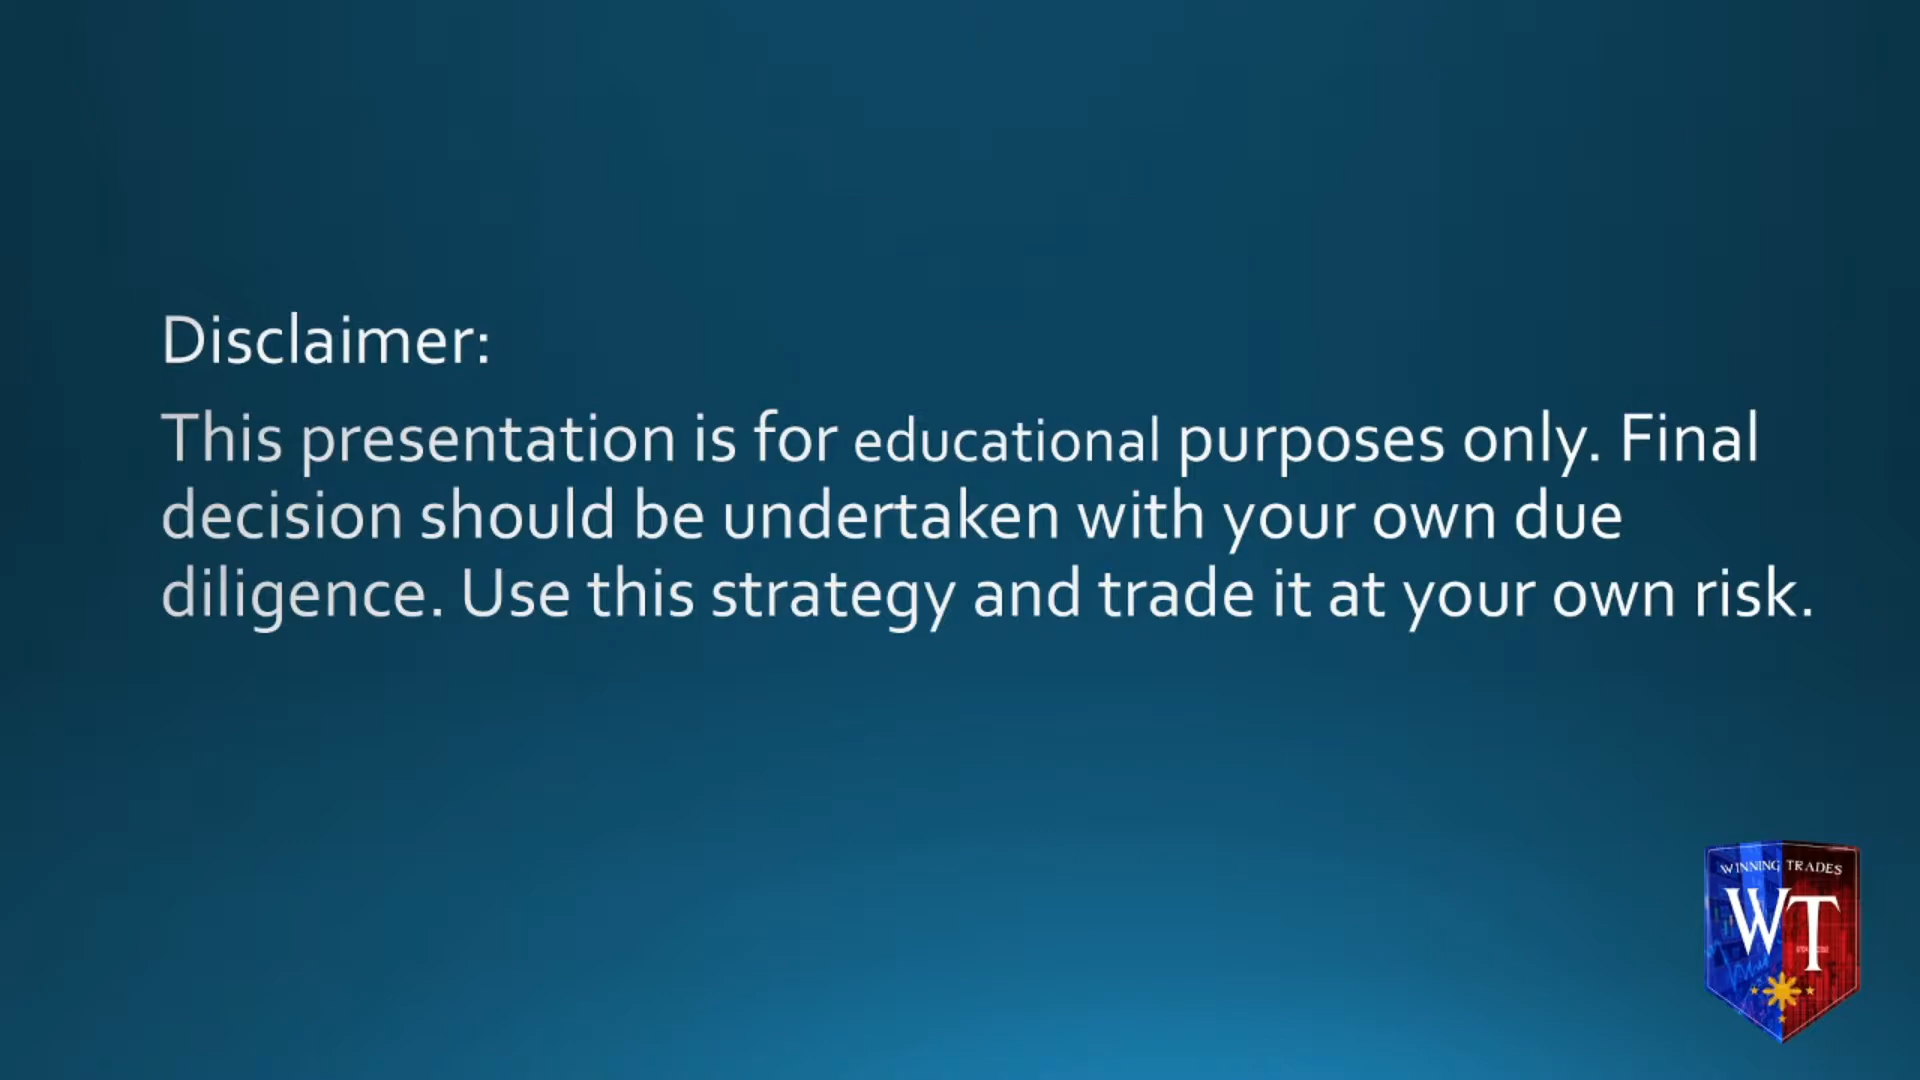 Disclaimer:
This presentation is for educational purposes only. Final
decision should be undertaken with your own due
diligence. Use this strategy and trade it at your own risk.
WINNING TRADES
WT